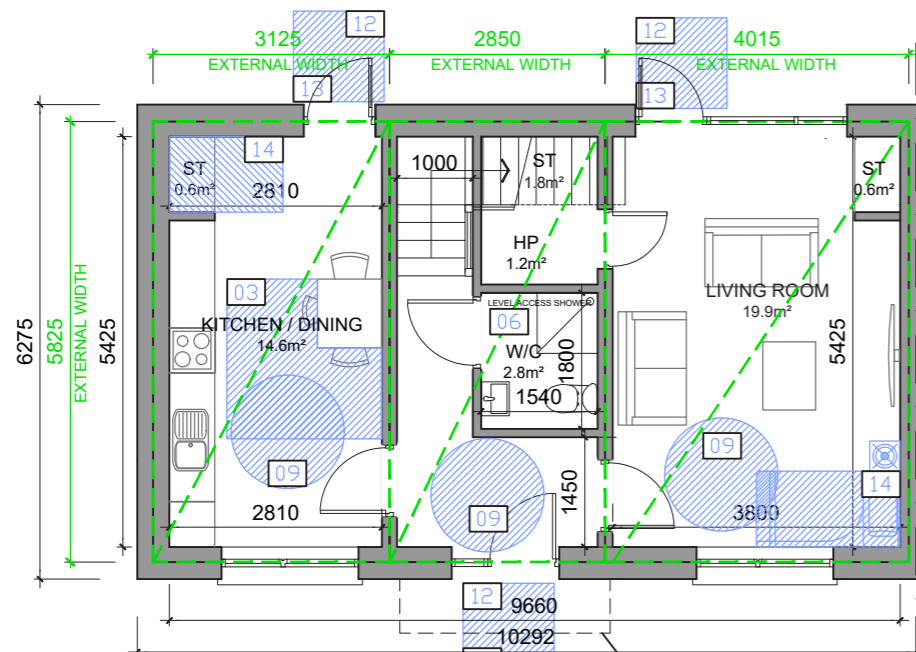 12
12
3125
2850
4015
EXTERNAL WIDTH
EXTERNAL WIDTH
EXTERNAL WIDTH
13
13
14
ST
0.6m²
2810
1000
ST
1.8m²
ST
0.6m²
HP
1.2m²
03
KITCHEN / DINING
14.6m²
LEVEL ACCESS SHOWER
06
W/C
2.8m²
1800
1540
LIVING ROOM
19.9m²
5425
6275
5825
EXTERNAL WIDTH
5425
09
09
09
14
2810
1450
3800
12
9660
10292